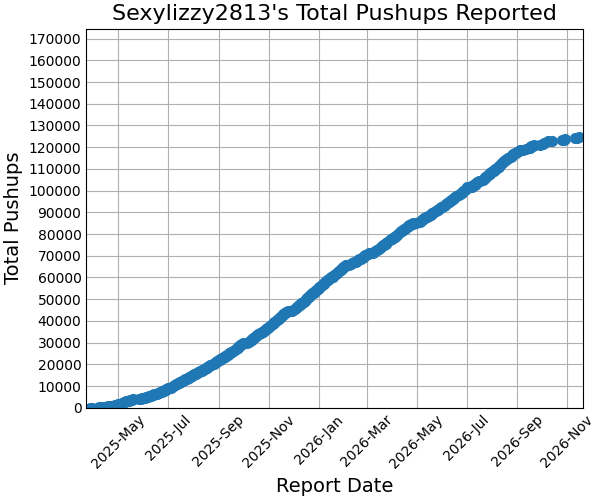 Sexylizzy2813's Total Pushups Reported
Total Pushups
170000
160000
150000
140000
130000
120000
110000
100000
90000
80000
70000
60000
50000
40000
30000
20000
10000
0
2025-May
2025-Jul
2025-Sep
2025-Nov
2026-Jan
2026-Mar
2026-May
2026-Jul
2026-Sep
2026-Nov
Report Date